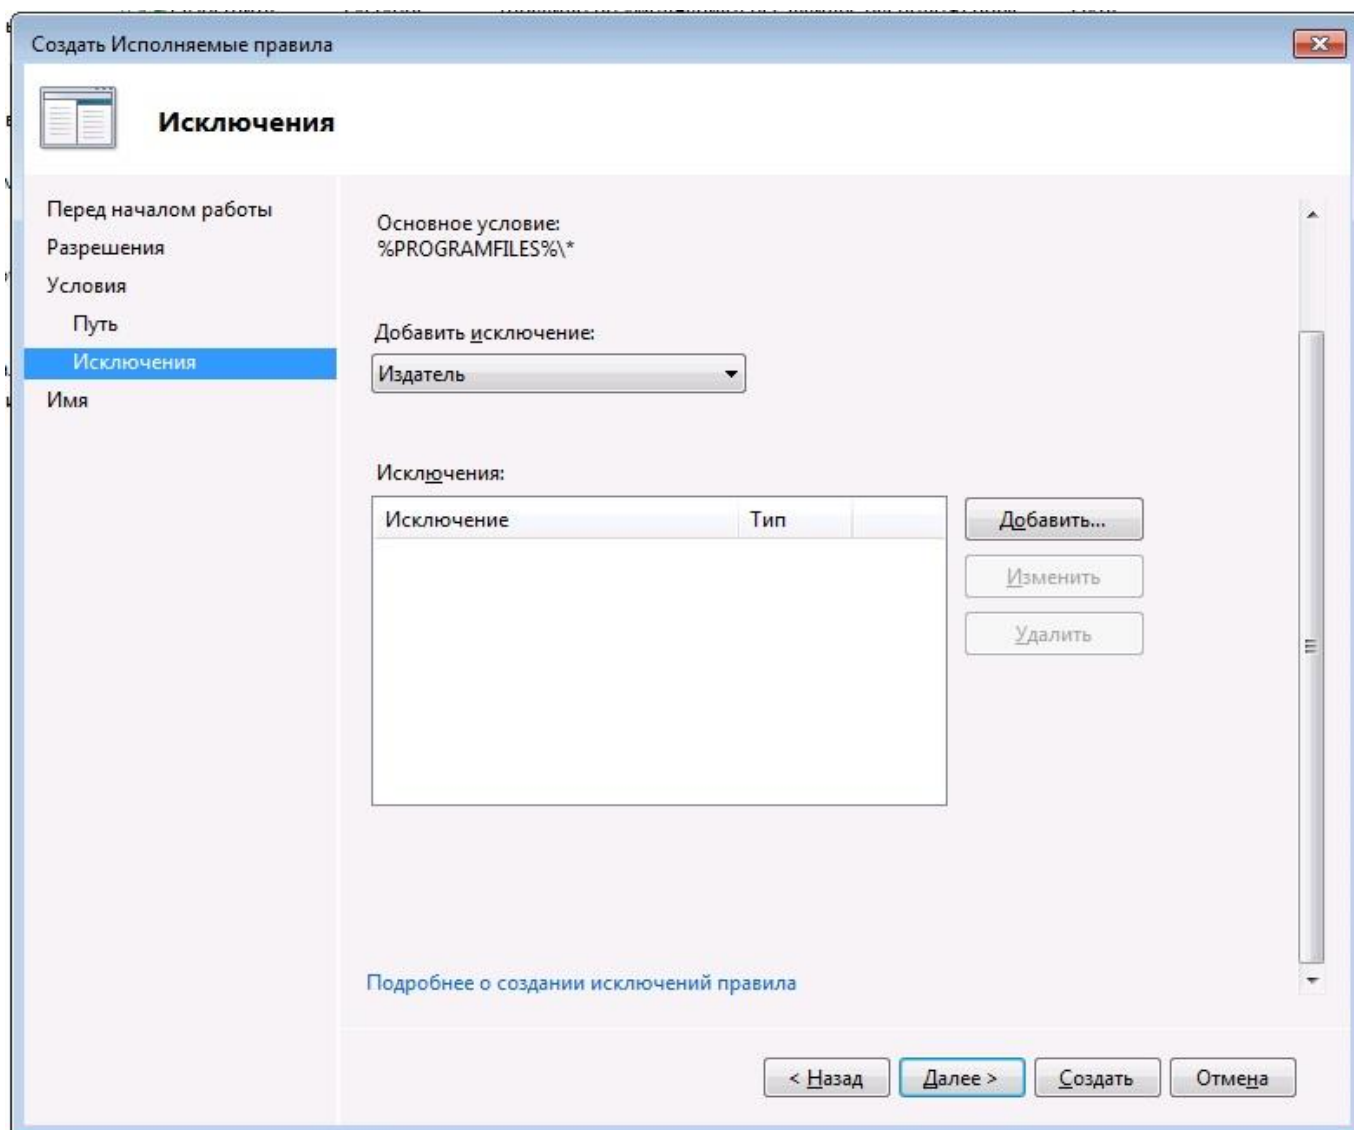 Создать Исполняемые правила
Исключения
Перед началом работы
Разрешения
Условия
Путь
Исключения
Имя
Основное условие:
%PROGRAMFILES%\*
Добавить исключение:
Издатель
Исключения:
Исключение Тип
Добавить...
Изменить
Удалить
Подробнее о создании исключений правила
< Назад Далее > Создать Отмена